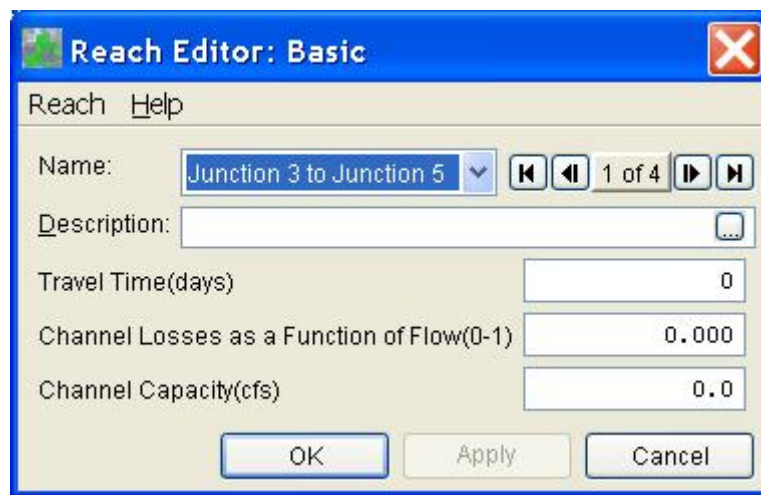 Reach Editor: Basic
Reach Help
Name: Junction 3 to Junction 5 1 of 4
Description: ...
Travel Time(days) 0
Channel Losses as a Function of Flow(0-1) 0.000
Channel Capacity(cfs) 0.0
OK Apply Cancel